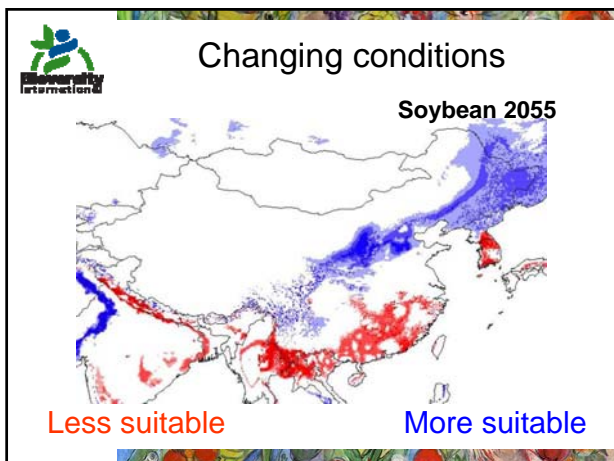 Changing conditions
Bioversity
International
Soybean 2055
Less suitable
More suitable